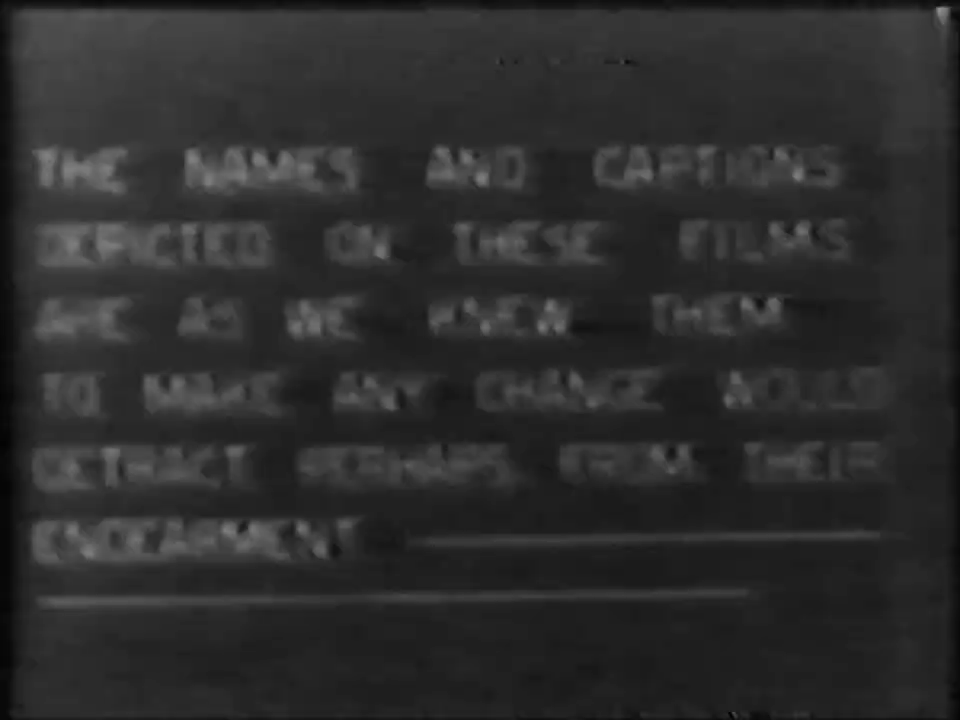 THE NAMES AND CAPTIONS
DEPICTED ON THESE FILMS
ARE AS WE KNEW THEM
TO MAKE ANY CHANGE WOULD
DETRACT PERHAPS FROM THEIR
ENDEARMENT